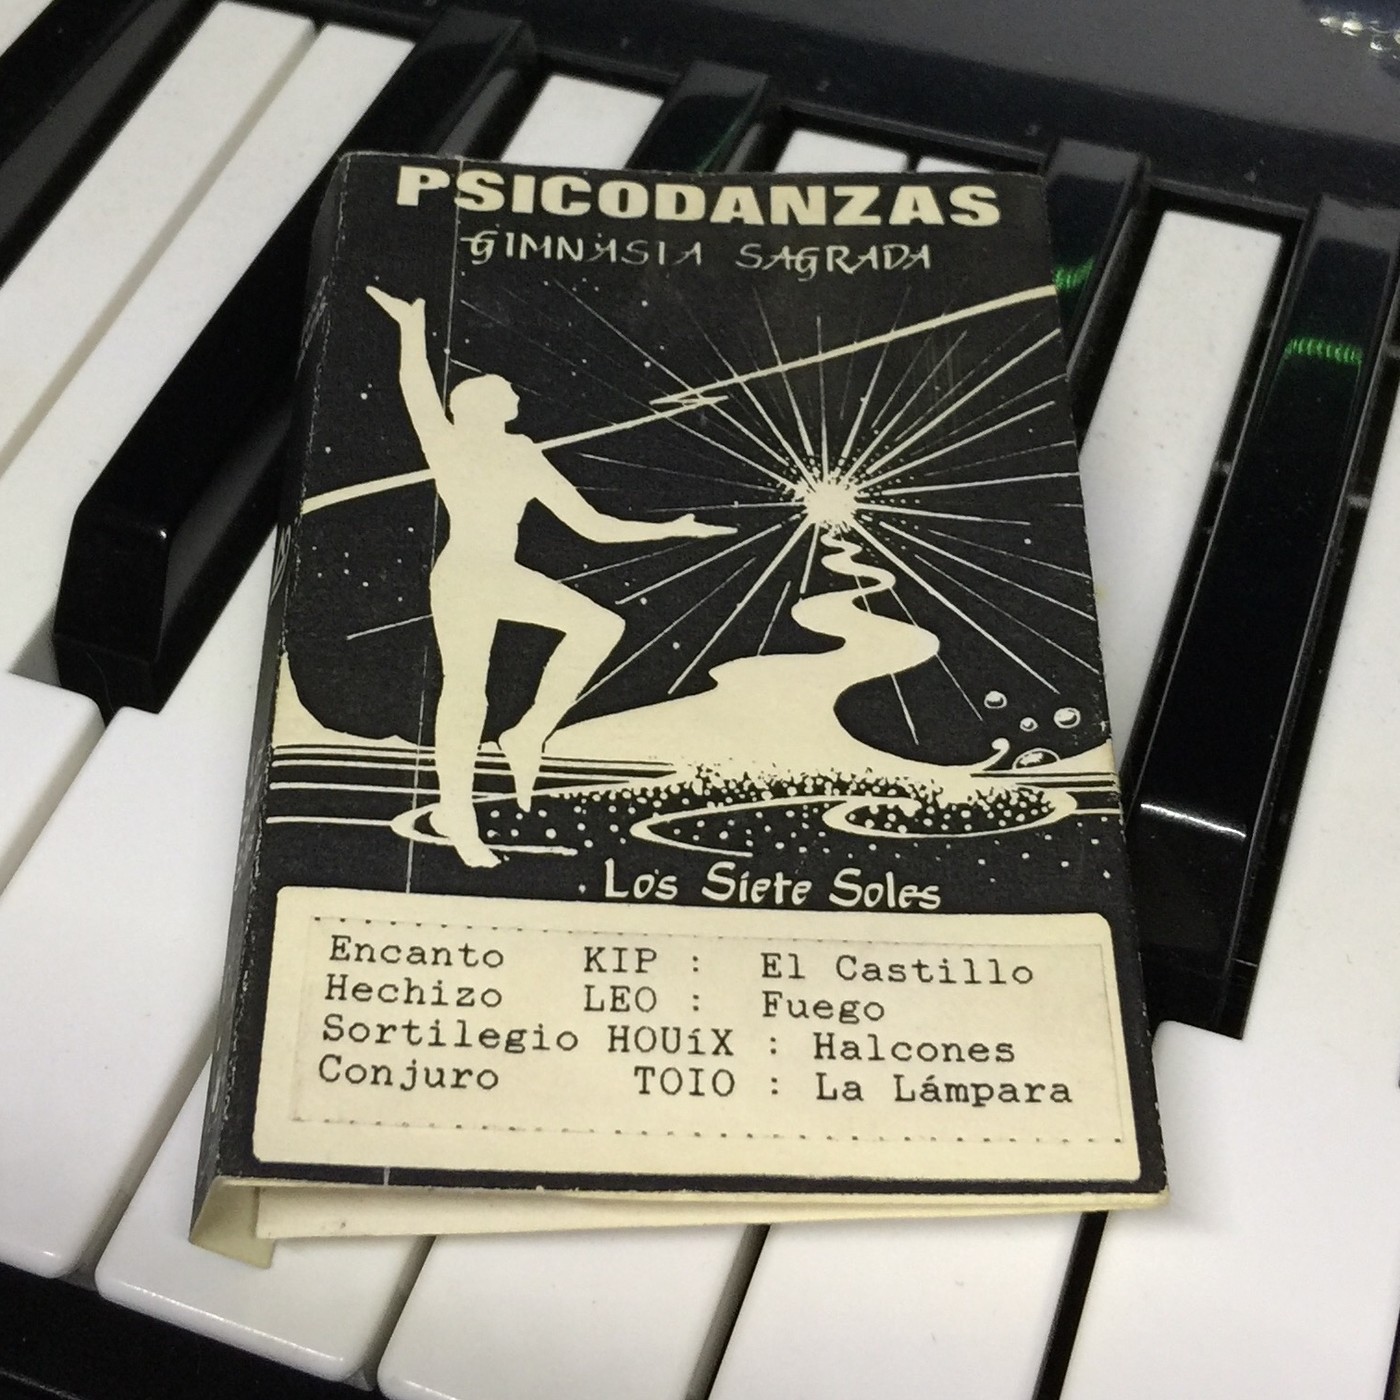 PSICODANZAS
GIMNASIA SAGRADA
Los Siete Soles
Encanto KIP : El Castillo
Hechizo LEO : Fuego
Sortilegio HOUíX : Halcones
Conjuro TOIO : La Lámpara